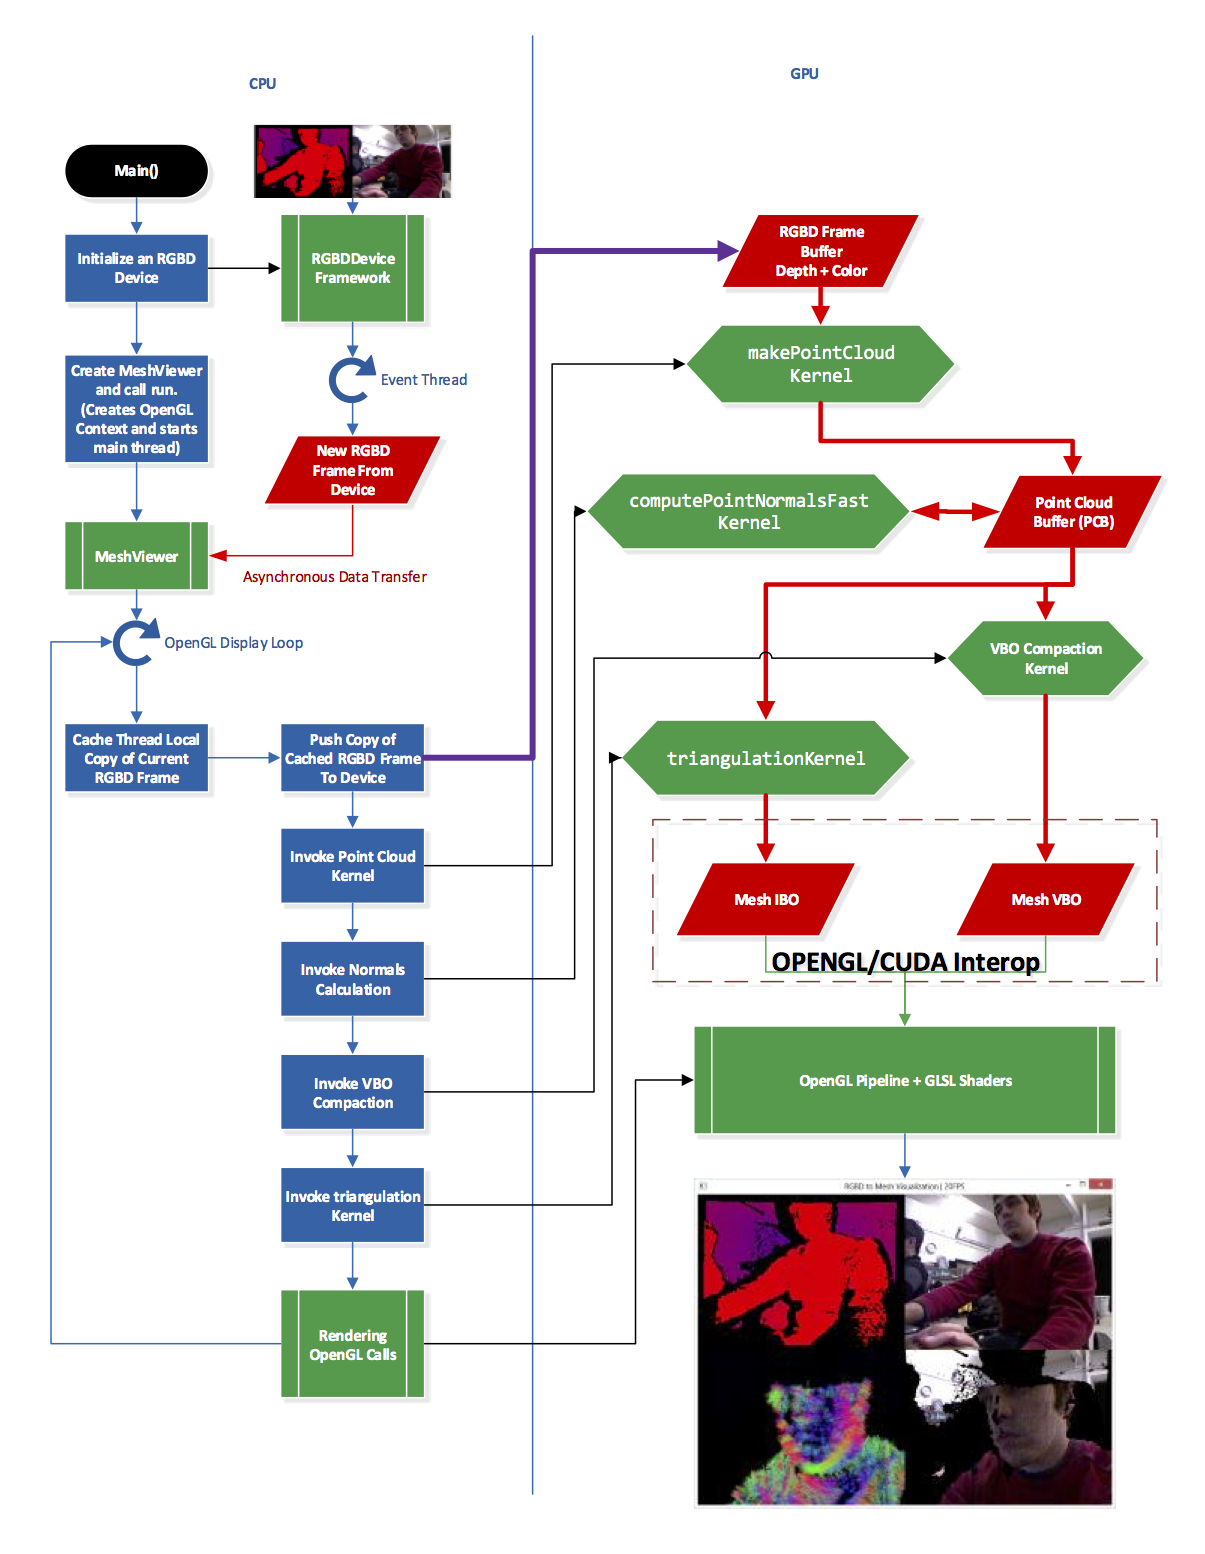 CPU
GPU
Main()
Initialize an RGBD
Device
RGBDDevice
Framework
Create MeshViewer
and call run.
(Creates OpenGL
Context and starts
main thread)
Event Thread
New RGBD
Frame From
Device
MeshViewer
Asynchronous Data Transfer
OpenGL Display Loop
Cache Thread Local
Copy of Current
RGBD Frame
Push Copy of
Cached RGBD Frame
To Device
Invoke Point Cloud
Kernel
Invoke Normals
Calculation
Invoke VBO
Compaction
Invoke triangulation
Kernel
Rendering
OpenGL Calls
RGBD Frame
Buffer
Depth + Color
makePointCloud
Kernel
computePointNormalsFast
Kernel
Point Cloud
Buffer (PCB)
VBO Compaction
Kernel
triangulationKernel
Mesh IBO
Mesh VBO
OPENGL/CUDA Interop
OpenGL Pipeline + GLSL Shaders
RGBD to Mesh Visualization | 20FPS